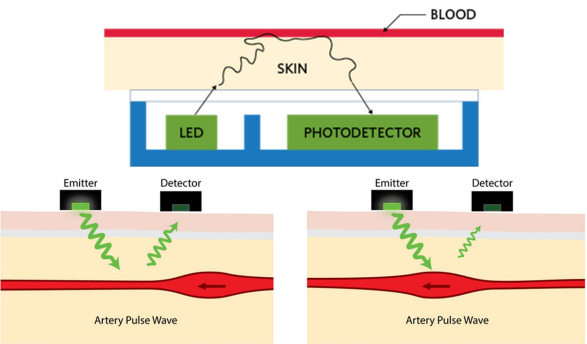 BLOOD
SKIN
LED
PHOTODETECTOR
Emitter
Detector
Artery Pulse Wave
Emitter
Detector
Artery Pulse Wave